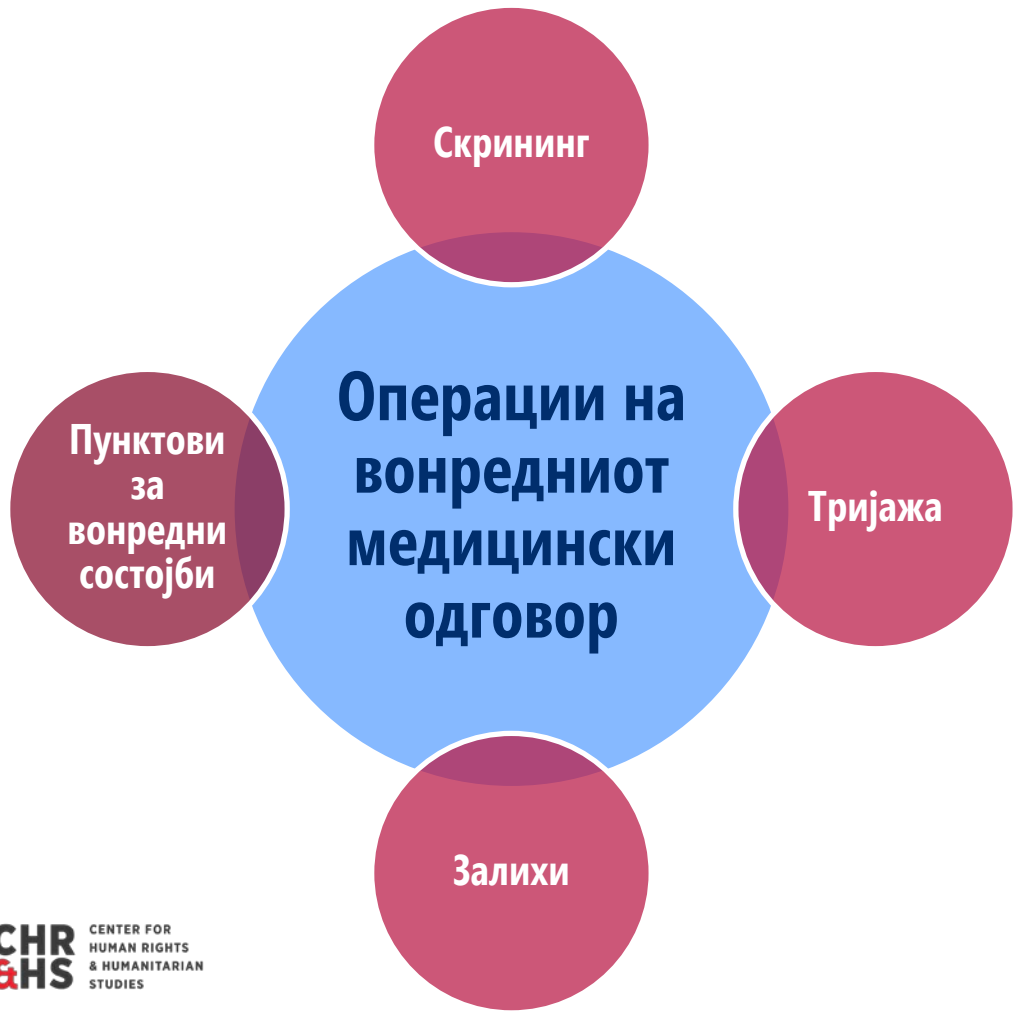 Скрининг
Операции на
вонредниот
медицински
одговор
Пунктови
за
вонредни
состојби
Тријажа
Залихи
CHR
&HS
CENTER FOR
HUMAN RIGHTS
& HUMANITARIAN
STUDIES